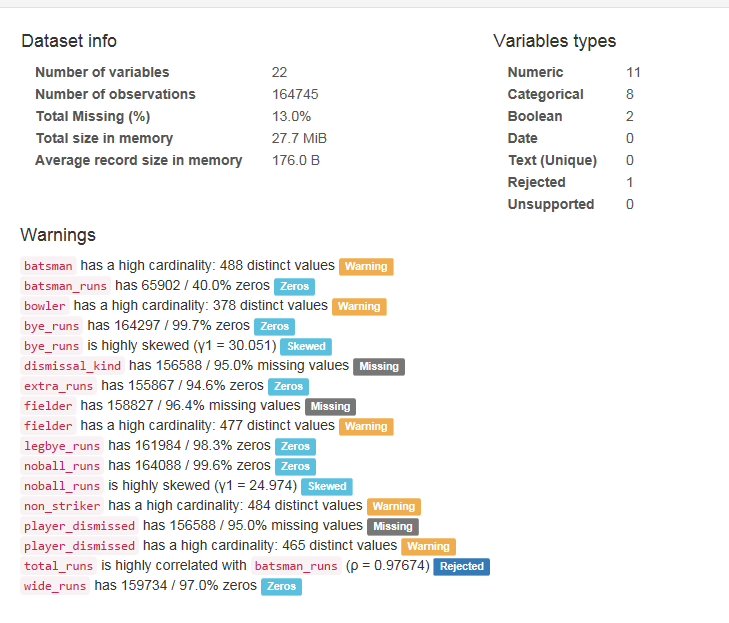 Dataset info
Number of variables 22
Number of observations 164745
Total Missing (%) 13.0%
Total size in memory 27.7 MiB
Average record size in memory 176.0 B
Variables types
Numeric 11
Categorical 8
Boolean 2
Date 0
Text (Unique) 0
Rejected 1
Unsupported 0
Warnings
batsman has a high cardinality: 488 distinct values Warning
batsman_runs has 65902 / 40.0% zeros Zeros
bowler has a high cardinality: 378 distinct values Warning
bye_runs has 164297 / 99.7% zeros Zeros
bye_runs is highly skewed (γ1 = 30.051) Skewed
dismissal_kind has 156588 / 95.0% missing values Missing
extra_runs has 155867 / 94.6% zeros Zeros
fielder has 158827 / 96.4% missing values Missing
fielder has a high cardinality: 477 distinct values Warning
legbye_runs has 161984 / 98.3% zeros Zeros
noball_runs has 164088 / 99.6% zeros Zeros
noball_runs is highly skewed (γ1 = 24.974) Skewed
non_striker has a high cardinality: 484 distinct values Warning
player_dismissed has 156588 / 95.0% missing values Missing
player_dismissed has a high cardinality: 465 distinct values Warning
total_runs is highly correlated with batsman_runs (ρ = 0.97674) Rejected
wide_runs has 159734 / 97.0% zeros Zeros